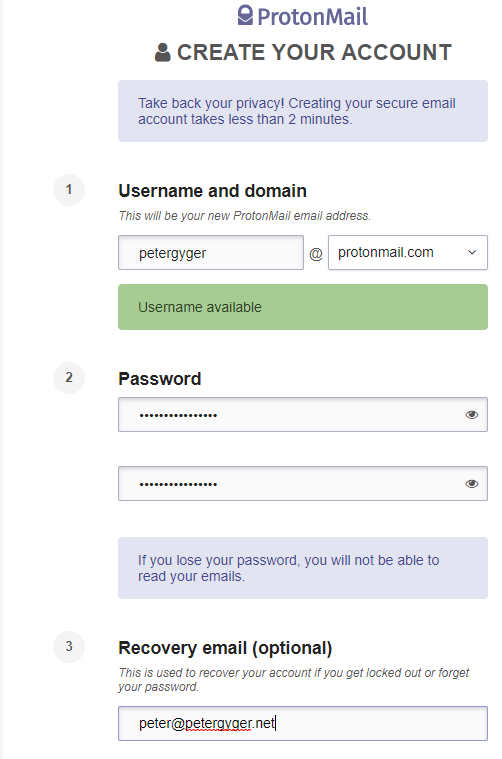 ProtonMail
CREATE YOUR ACCOUNT
Take back your privacy! Creating your secure email
account takes less than 2 minutes.
1
Username and domain
This will be your new ProtonMail email address.
petergyger @ protonmail.com
Username available
2
Password
••••••••••••••••
••••••••••••••••
If you lose your password, you will not be able to
read your emails.
3
Recovery email (optional)
This is used to recover your account if you get locked out or forget
your password.
peter@petergyger.net